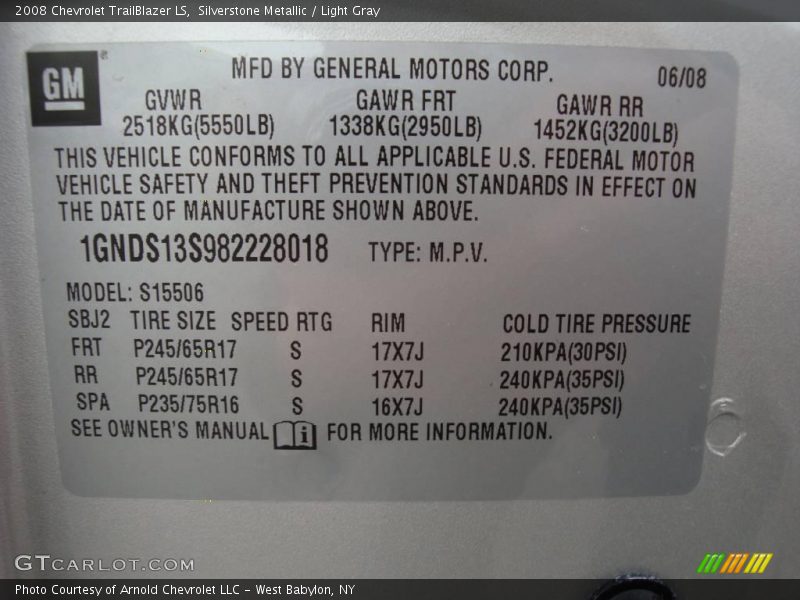 2008 Chevrolet TrailBlazer LS, Silverstone Metallic / Light Gray
GM
®
MFD BY GENERAL MOTORS CORP. 06/08
GVWR GAWR FRT GAWR RR
2518KG(5550LB) 1338KG(2950LB) 1452KG(3200LB)
THIS VEHICLE CONFORMS TO ALL APPLICABLE U.S. FEDERAL MOTOR
VEHICLE SAFETY AND THEFT PREVENTION STANDARDS IN EFFECT ON
THE DATE OF MANUFACTURE SHOWN ABOVE.
1GNDS13S982228018 TYPE: M.P.V.
MODEL: S15506
SBJ2 TIRE SIZE SPEED RTG RIM COLD TIRE PRESSURE
FRT P245/65R17 S 17X7J 210KPA(30PSI)
RR P245/65R17 S 17X7J 240KPA(35PSI)
SPA P235/75R16 S 16X7J 240KPA(35PSI)
SEE OWNER'S MANUAL i FOR MORE INFORMATION.
GTCARLOT.COM
Photo Courtesy of Arnold Chevrolet LLC - West Babylon, NY